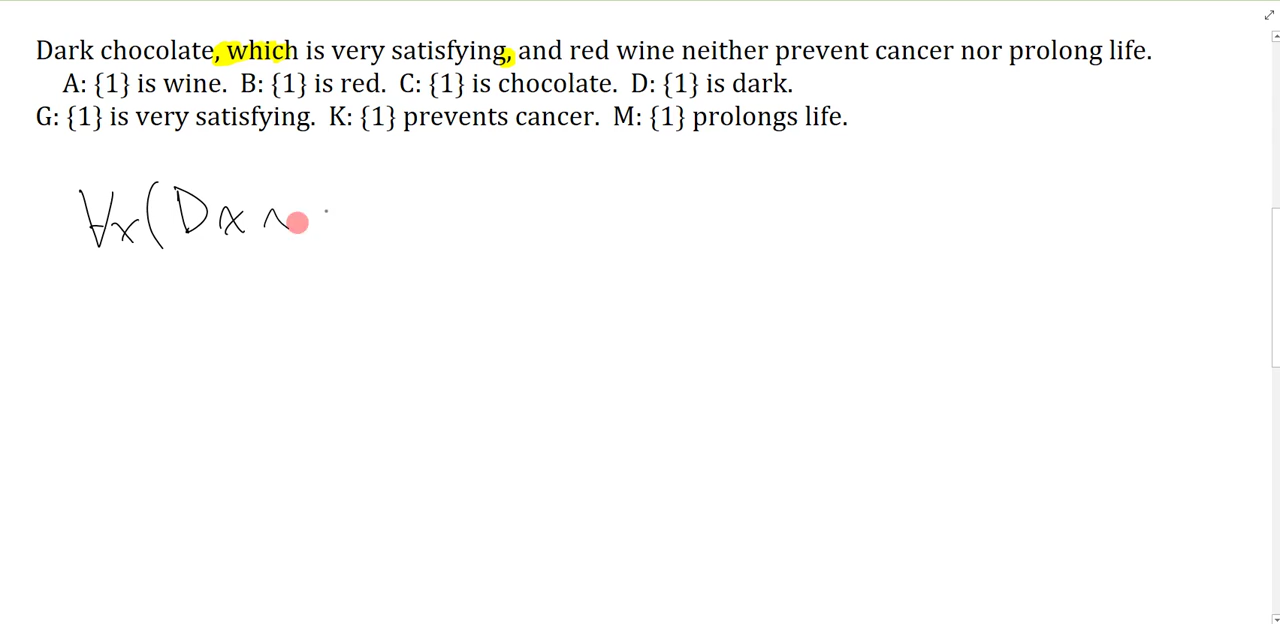 Dark chocolate, which is very satisfying, and red wine neither prevent cancer nor prolong life.
A: {1} is wine. B: {1} is red. C: {1} is chocolate. D: {1} is dark.
G: {1} is very satisfying. K: {1} prevents cancer. M: {1} prolongs life.
∀x(Dx ∧